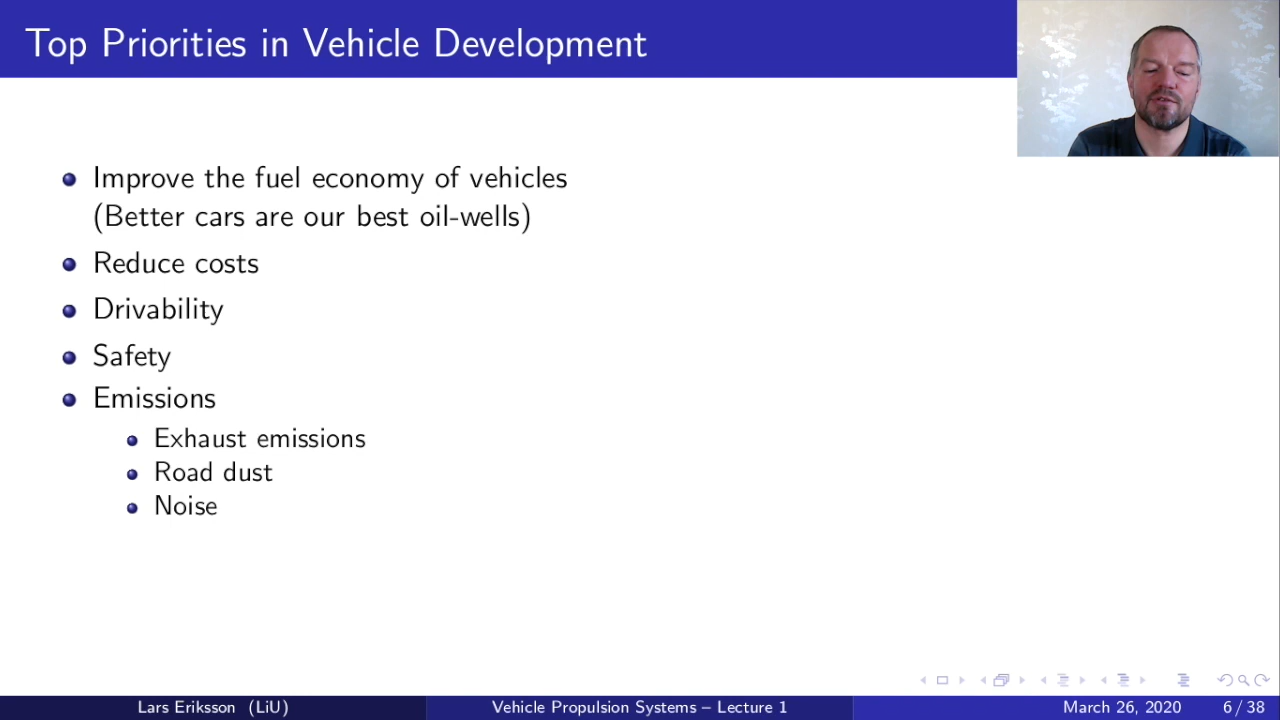 Top Priorities in Vehicle Development
Improve the fuel economy of vehicles
(Better cars are our best oil-wells)
Reduce costs
Drivability
Safety
Emissions
Exhaust emissions
Road dust
Noise
Lars Eriksson (LiU)
Vehicle Propulsion Systems – Lecture 1
March 26, 2020
6 / 38